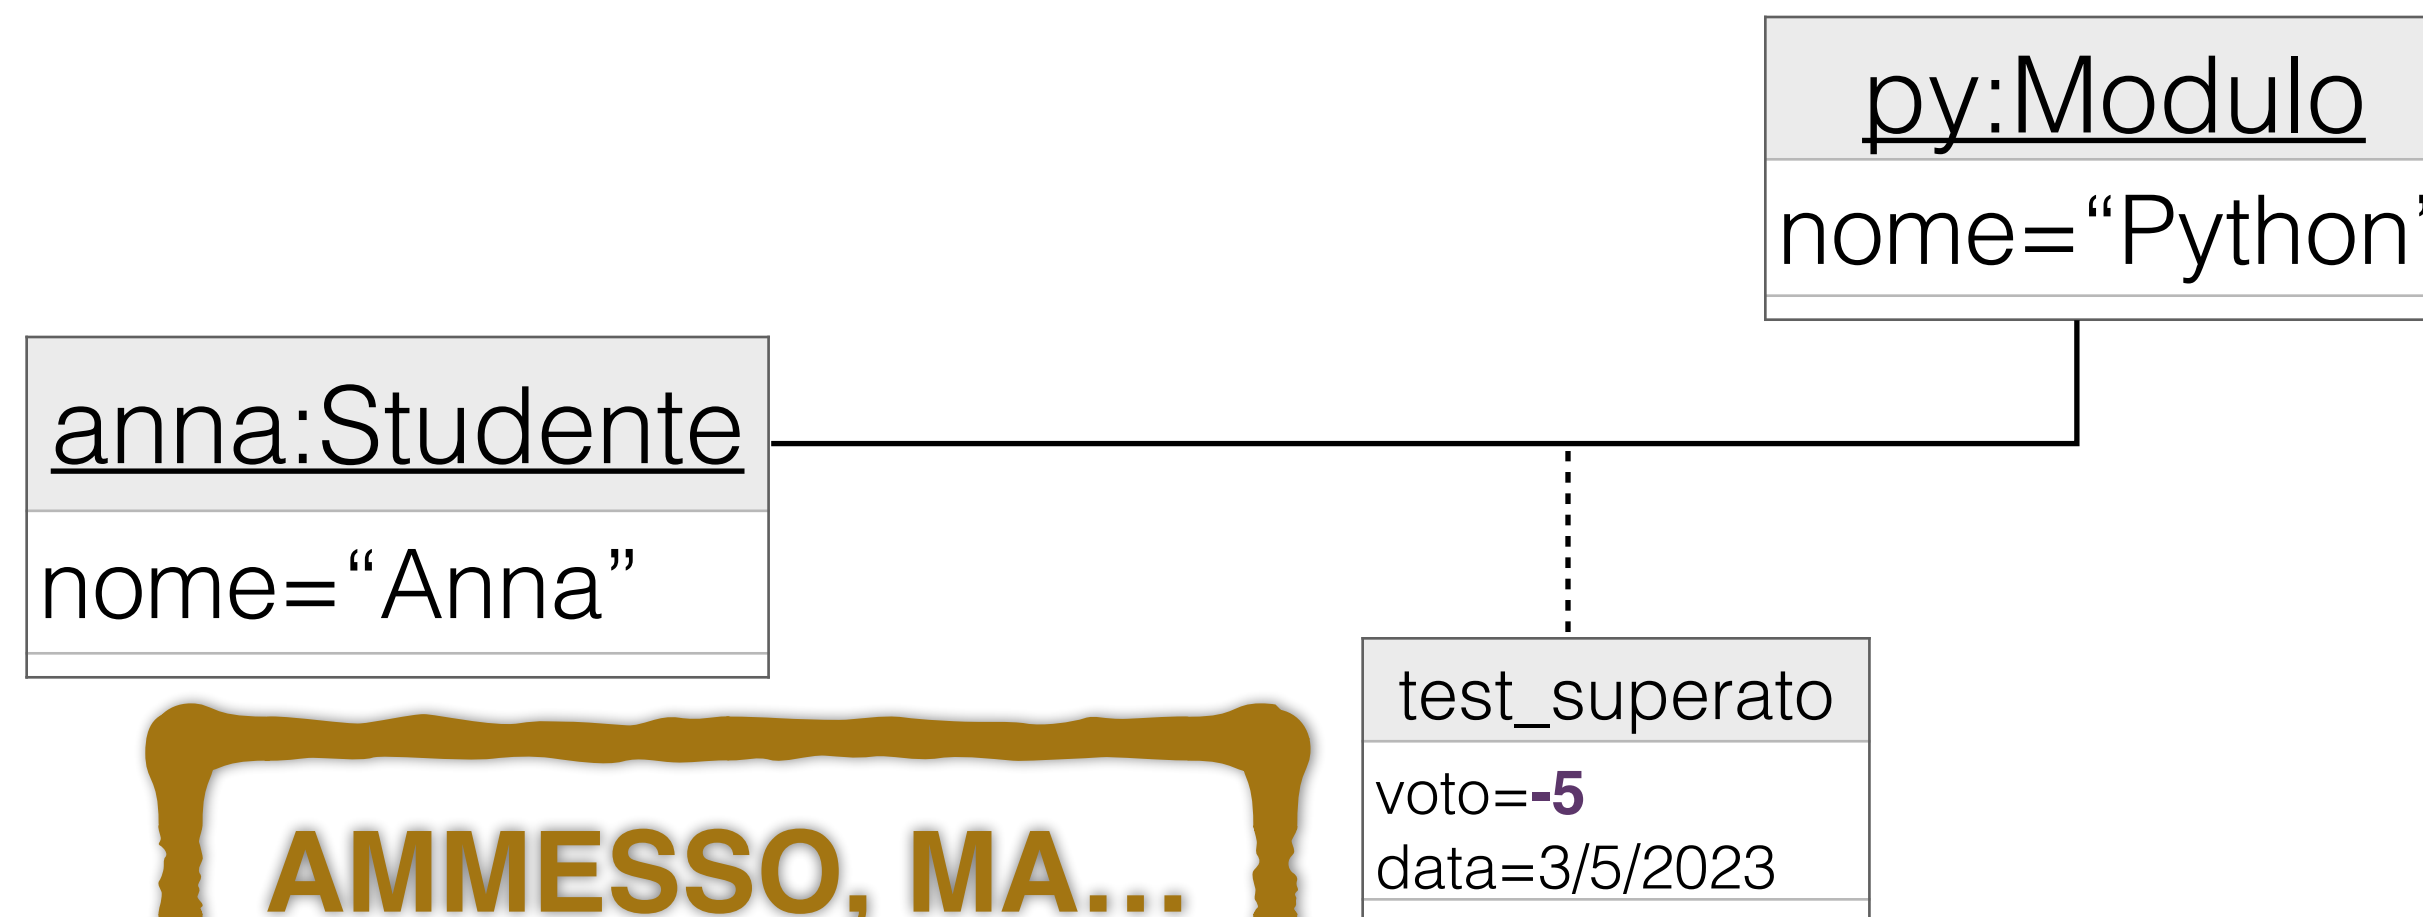 py:Modulo
nome=“Python”
anna:Studente
nome=“Anna”
test_superato
voto=-5
data=3/5/2023
AMMESSO, MA...